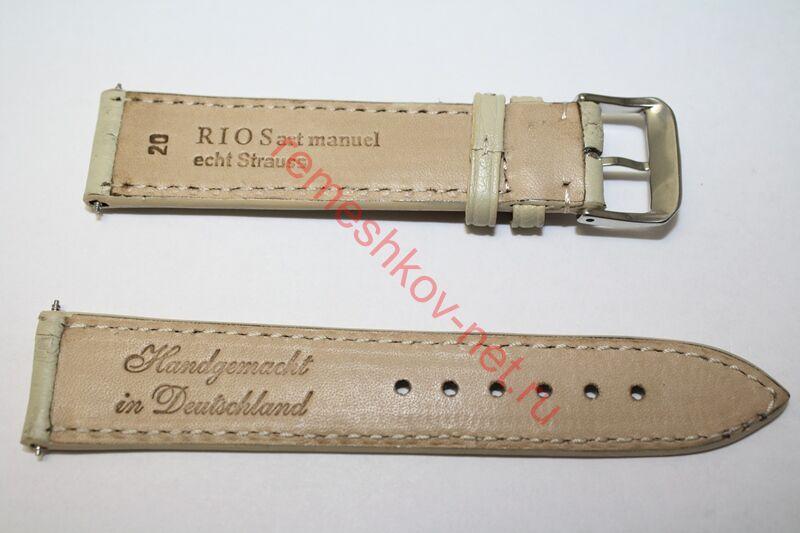 20
RIOS art manuel
echt Strauss
remeshkov-net.ru
Handgemacht
in Deutschland